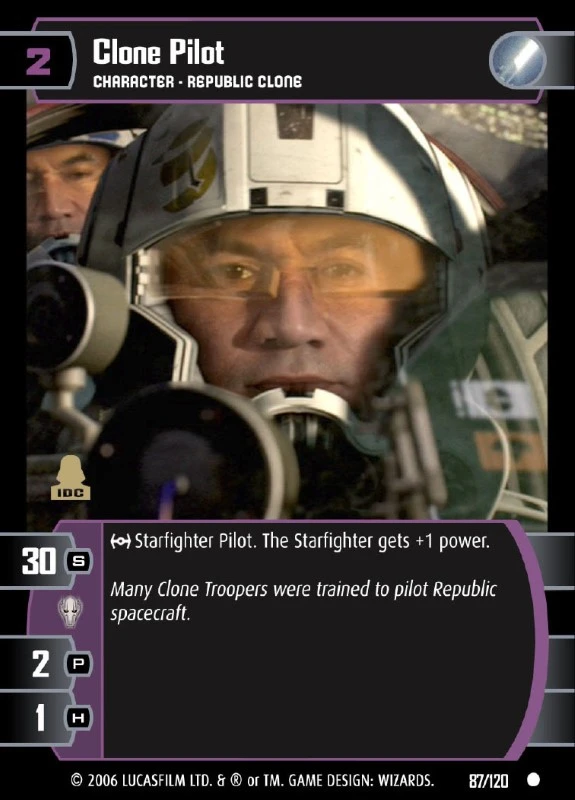 2
Clone Pilot
CHARACTER • REPUBLIC CLONE
IDC
30 S
Starfighter Pilot. The Starfighter gets +1 power.
Many Clone Troopers were trained to pilot Republic
spacecraft.
2 P
1 H
© 2006 LUCASFILM LTD. & ® or TM. GAME DESIGN: WIZARDS. 87/120